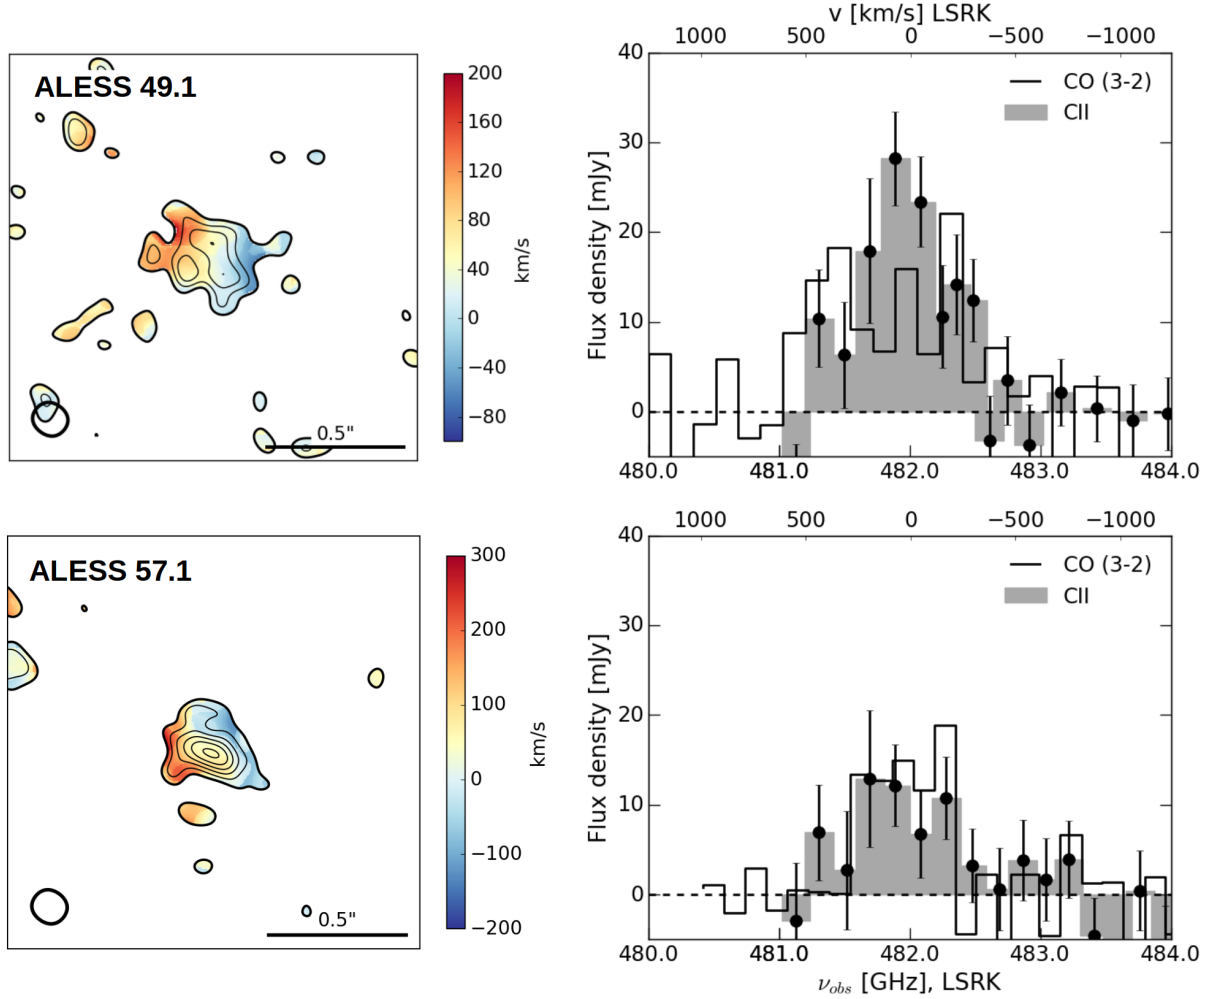 ALESS 49.1
0.5"
200
160
120
80
40
0
−40
−80
km/s
v [km/s] LSRK
1000 500 0 −500 −1000
40
30
20
10
0
Flux density [mJy]
CO (3-2)
CII
480.0 481.0 482.0 483.0 484.0
ALESS 57.1
0.5"
300
200
100
0
−100
−200
km/s
1000 500 0 −500 −1000
40
30
20
10
0
Flux density [mJy]
CO (3-2)
CII
480.0 481.0 482.0 483.0 484.0
ν_obs [GHz], LSRK